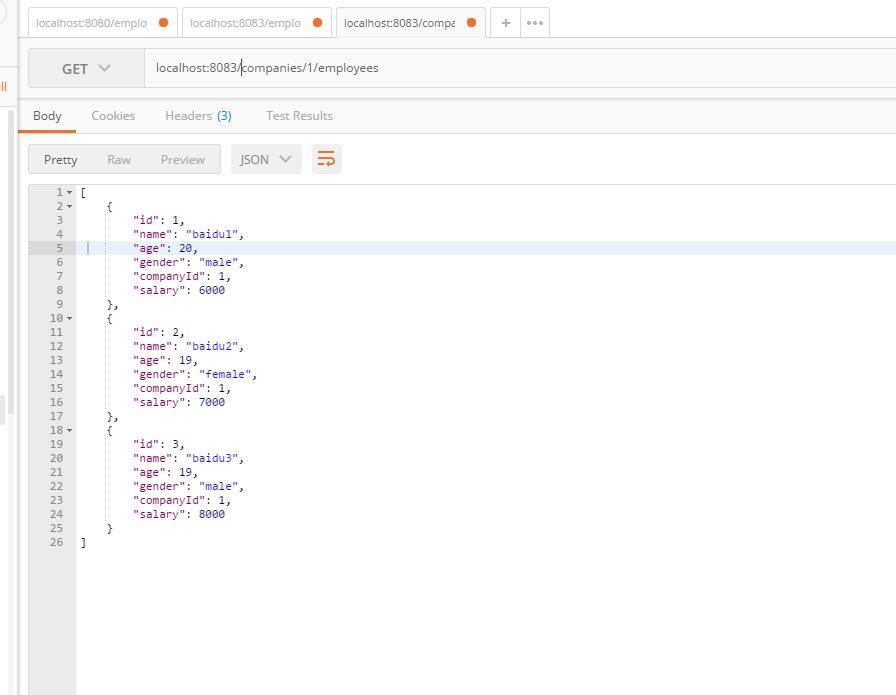 localhost:8080/emplo localhost:8083/emplo localhost:8083/compa + •••
GET localhost:8083/companies/1/employees
ll
Body Cookies Headers (3) Test Results
Pretty Raw Preview JSON
1 [
2 {
3 "id": 1,
4 "name": "baidu1",
5 "age": 20,
6 "gender": "male",
7 "companyId": 1,
8 "salary": 6000
9 },
10 {
11 "id": 2,
12 "name": "baidu2",
13 "age": 19,
14 "gender": "female",
15 "companyId": 1,
16 "salary": 7000
17 },
18 {
19 "id": 3,
20 "name": "baidu3",
21 "age": 19,
22 "gender": "male",
23 "companyId": 1,
24 "salary": 8000
25 }
26 ]